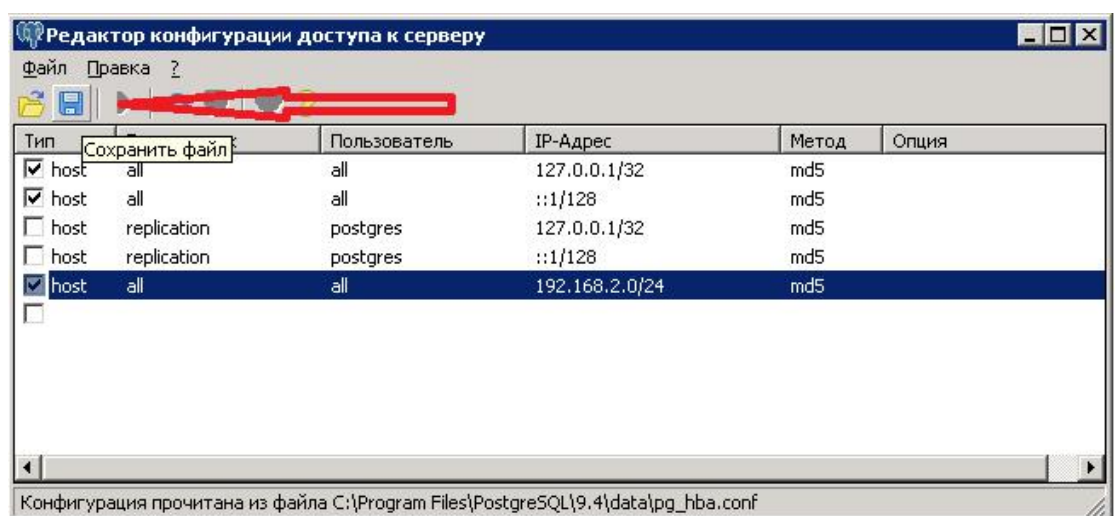 Редактор конфигурации доступа к серверу
Файл Правка ?
Тип Пользователь IP-Адрес Метод Опция
Сохранить файл
host all all 127.0.0.1/32 md5
host all all ::1/128 md5
host replication postgres 127.0.0.1/32 md5
host replication postgres ::1/128 md5
host all all 192.168.2.0/24 md5
Конфигурация прочитана из файла C:\Program Files\PostgreSQL\9.4\data\pg_hba.conf